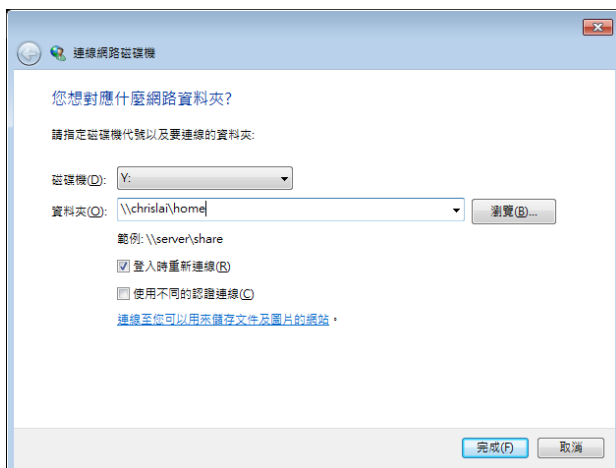 連線網路磁碟機
您想對應什麼網路資料夾?
請指定磁碟機代號以及要連線的資料夾:
磁碟機(D): Y:
資料夾(O): \\chrislai\home 瀏覽(B)...
範例: \\server\share
登入時重新連線(R)
使用不同的認證連線(C)
連線至您可以用來儲存文件及圖片的網站。
完成(F) 取消